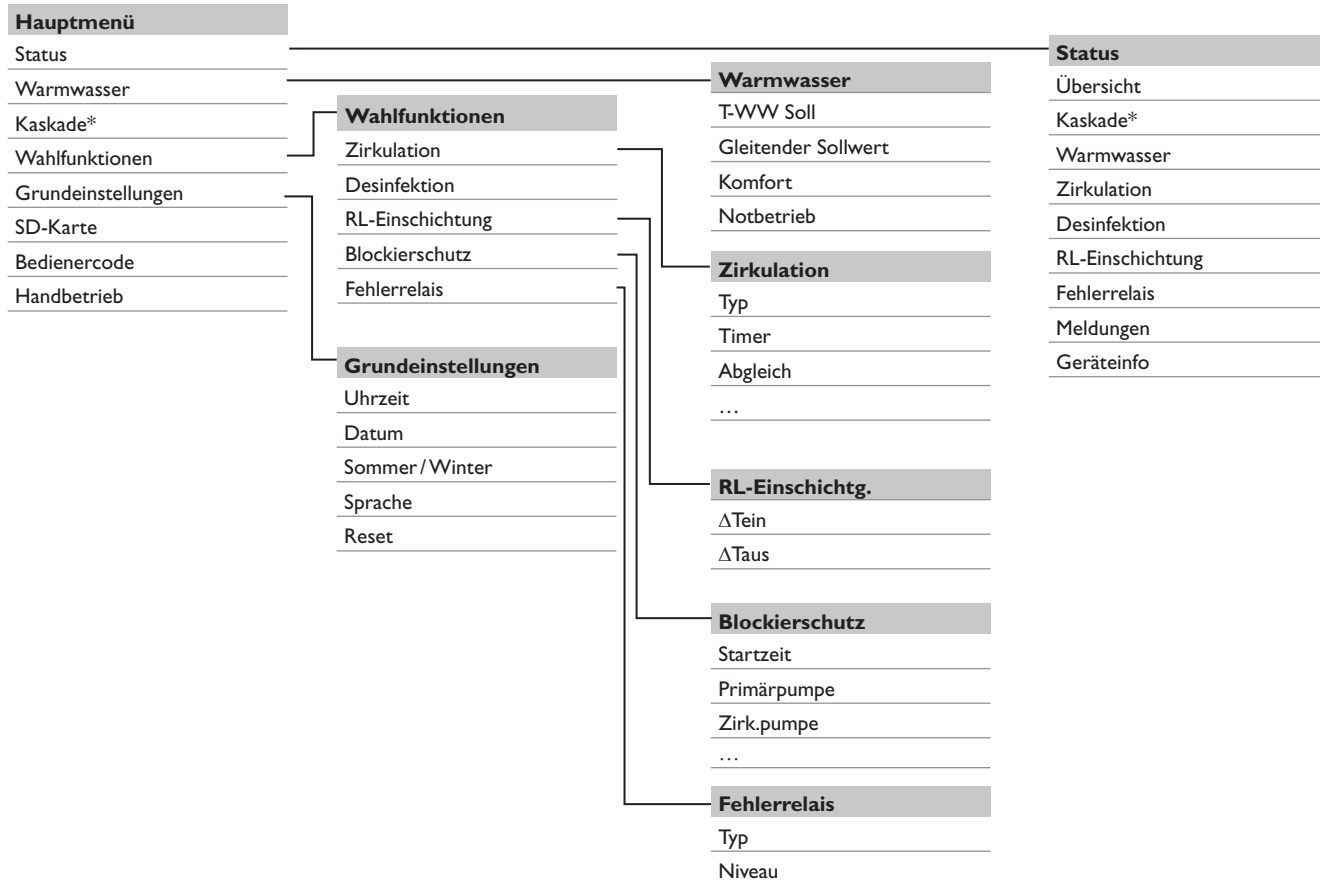 Hauptmenü
Status
Warmwasser
Kaskade*
Wahlfunktionen
Grundeinstellungen
SD-Karte
Bedienercode
Handbetrieb
Wahlfunktionen
Zirkulation
Desinfektion
RL-Einschichtung
Blockierschutz
Fehlerrelais
Grundeinstellungen
Uhrzeit
Datum
Sommer / Winter
Sprache
Reset
Warmwasser
T-WW Soll
Gleitender Sollwert
Komfort
Notbetrieb
Zirkulation
Typ
Timer
Abgleich
…
RL-Einschichtg.
ΔTein
ΔTaus
Blockierschutz
Startzeit
Primärpumpe
Zirk.pumpe
…
Fehlerrelais
Typ
Niveau
Status
Übersicht
Kaskade*
Warmwasser
Zirkulation
Desinfektion
RL-Einschichtung
Fehlerrelais
Meldungen
Geräteinfo